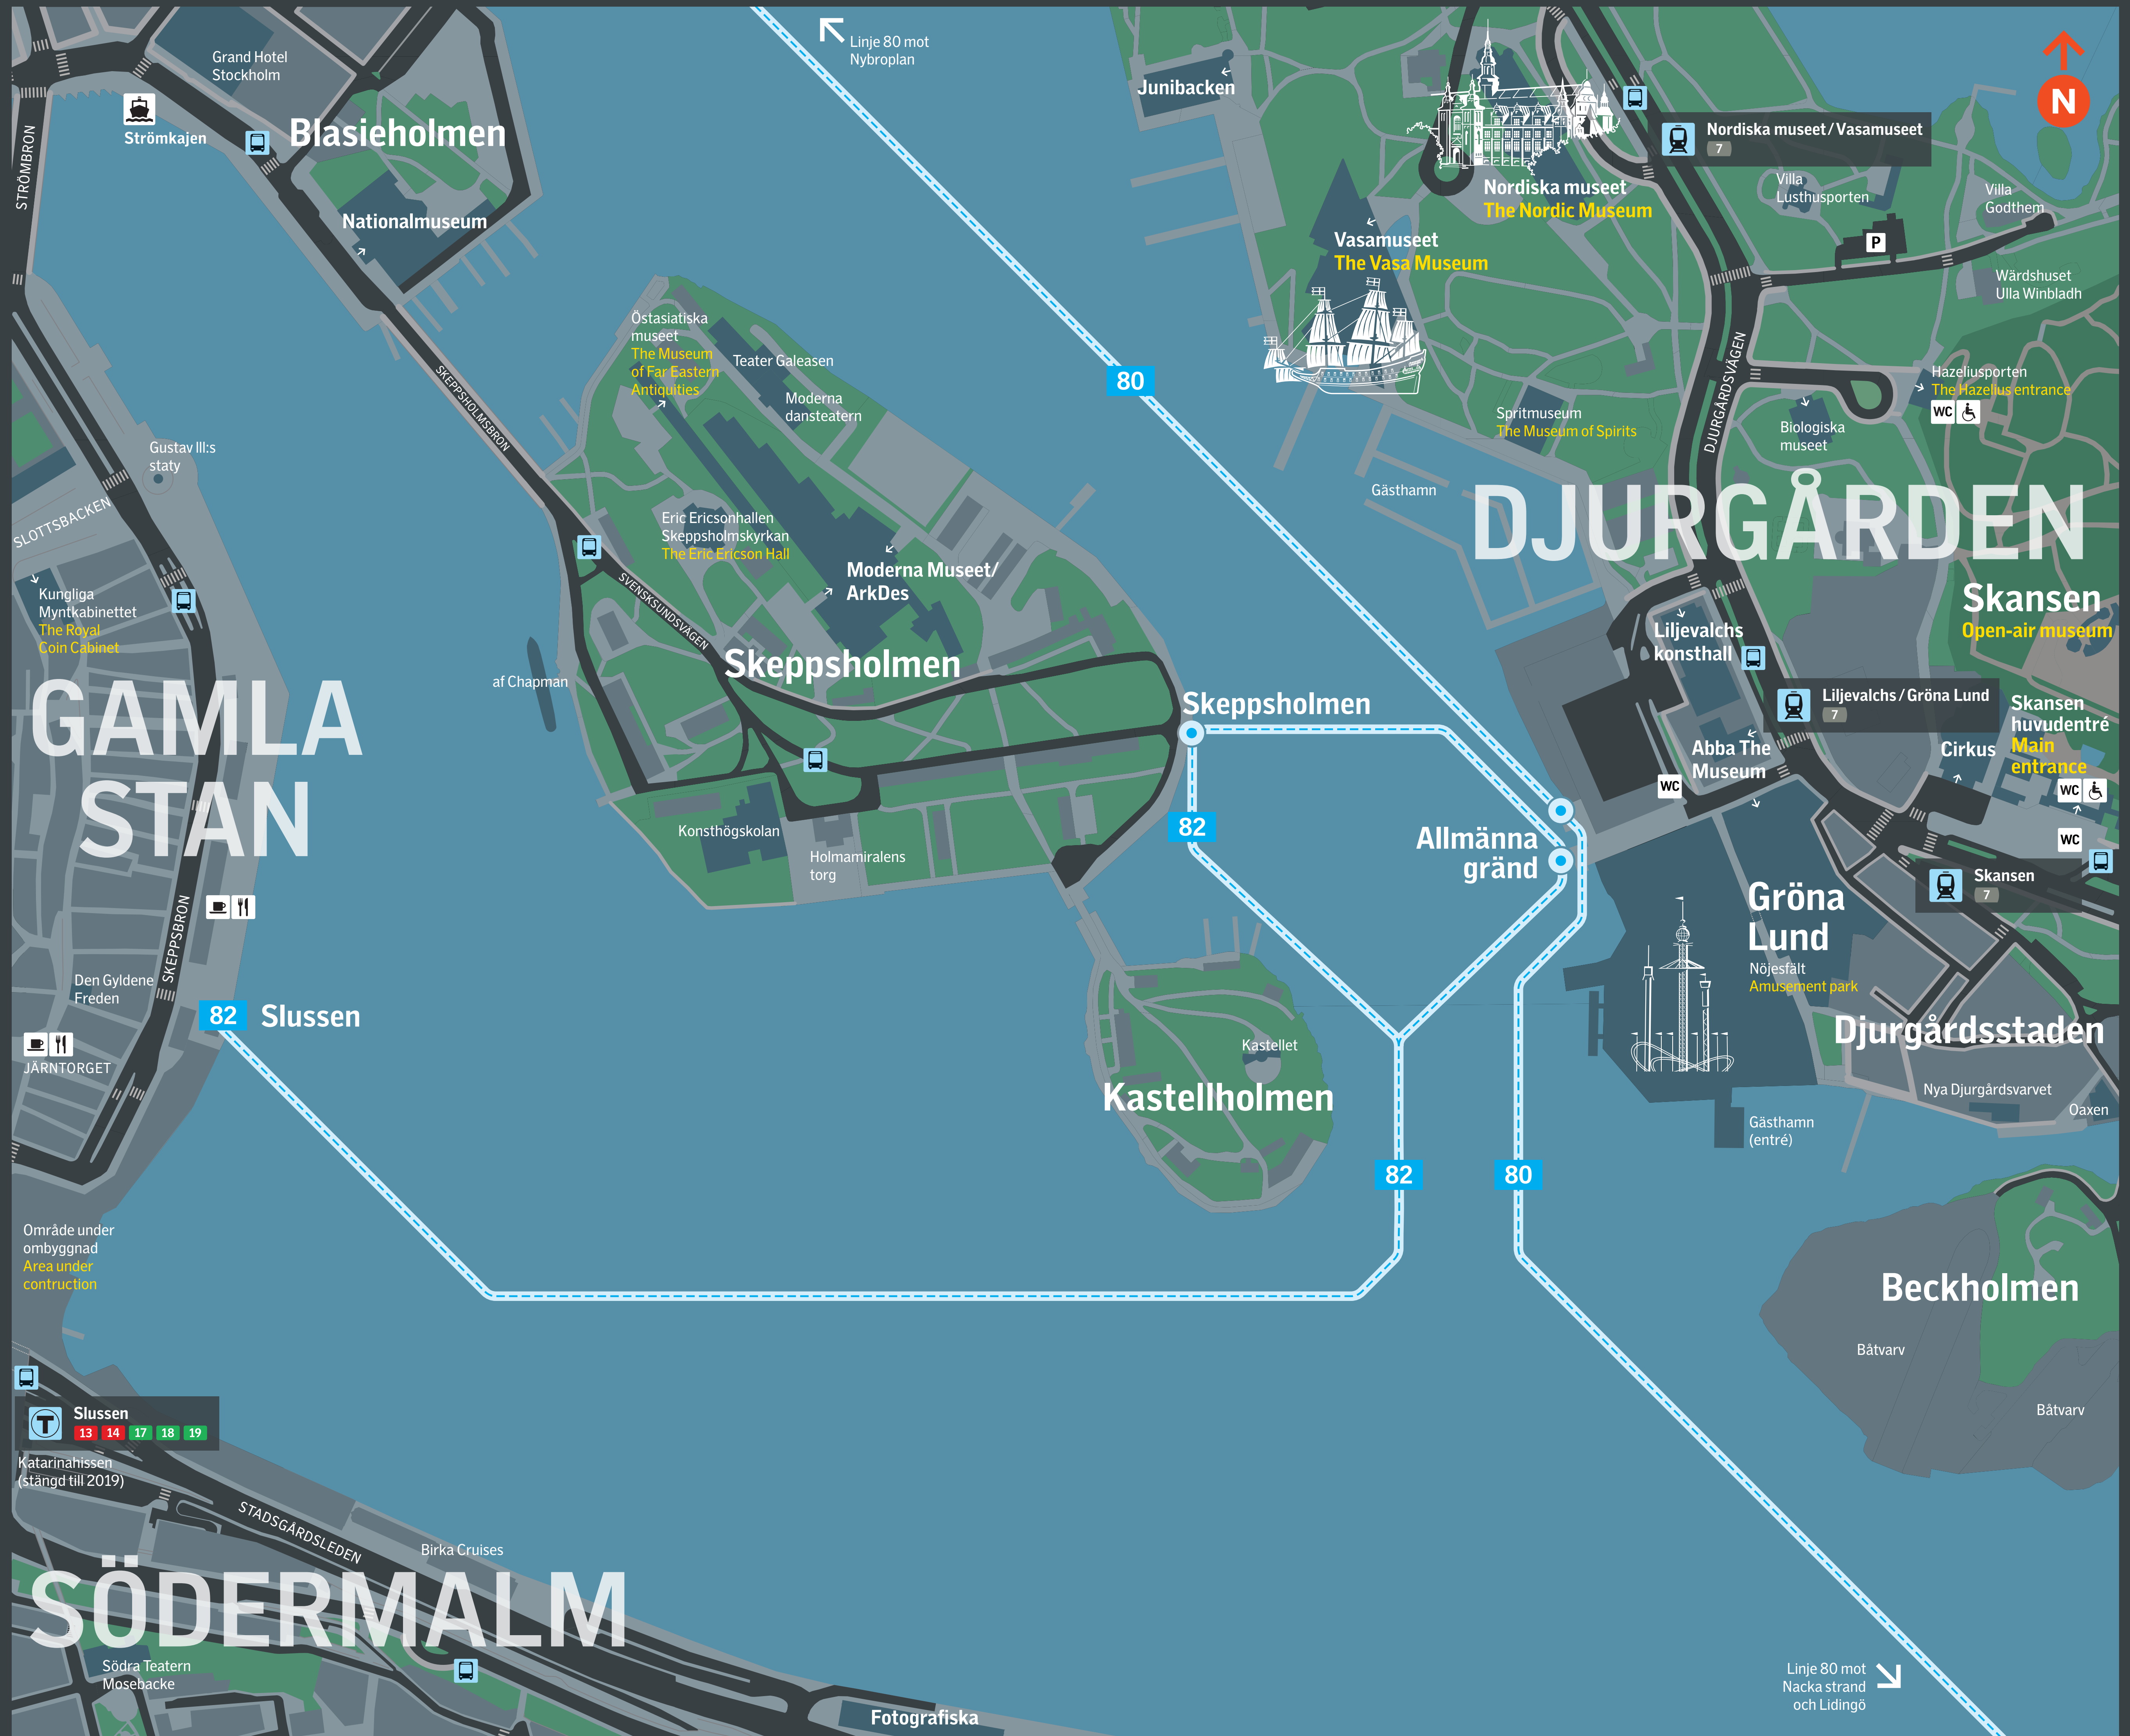 Linje 80 mot
Nybroplan
N
Grand Hotel
Stockholm
Strömkajen
Blasieholmen
STRÖMBRON
Nationalmuseum
Junibacken
Nordiska museet / Vasamuseet
7
Nordiska museet
The Nordic Museum
Villa
Lusthusporten
Villa
Godthem
P
Vasamuseet
The Vasa Museum
Wärdshuset
Ulla Winbladh
Östasiatiska
museet
The Museum
of Far Eastern
Antiquities
Teater Galeasen
Moderna
dansteatern
SKEPPSHOLMSBRON
80
DJURGÅRDSVÄGEN
Hazeliusporten
The Hazelius entrance
WC
Spritmuseum
The Museum of Spirits
Biologiska
museet
Gustav III:s
staty
SLOTTSBACKEN
Gästhamn
DJURGÅRDEN
Eric Ericsonhallen
Skeppsholmskyrkan
The Eric Ericson Hall
Moderna Museet/
ArkDes
SVENSKSUNDSVÄGEN
Kungliga
Myntkabinettet
The Royal
Coin Cabinet
Skansen
Open-air museum
Liljevalchs
konsthall
Skeppsholmen
af Chapman
GAMLA
STAN
Skeppsholmen
Liljevalchs / Gröna Lund
7
Skansen
huvudentré
Main
entrance
WC
WC
Cirkus
Abba The
Museum
WC
82
Allmänna
gränd
Konsthögskolan
Holmamiralens
torg
Skansen
7
Gröna
Lund
Nöjesfält
Amusement park
SKEPPSBRON
Den Gyldene
Freden
82
Slussen
JÄRNTORGET
Kastellet
Kastellholmen
Djurgårdsstaden
Nya Djurgårdsvarvet
Oaxen
Gästhamn
(entré)
82
80
Område under
ombyggnad
Area under
contruction
Beckholmen
Båtvarv
Båtvarv
T
Slussen
13 14 17 18 19
Katarinahissen
(stängd till 2019)
STADSGÅRDSLEDEN
Birka Cruises
SÖDERMALM
Södra Teatern
Mosebacke
Fotografiska
Linje 80 mot
Nacka strand
och Lidingö